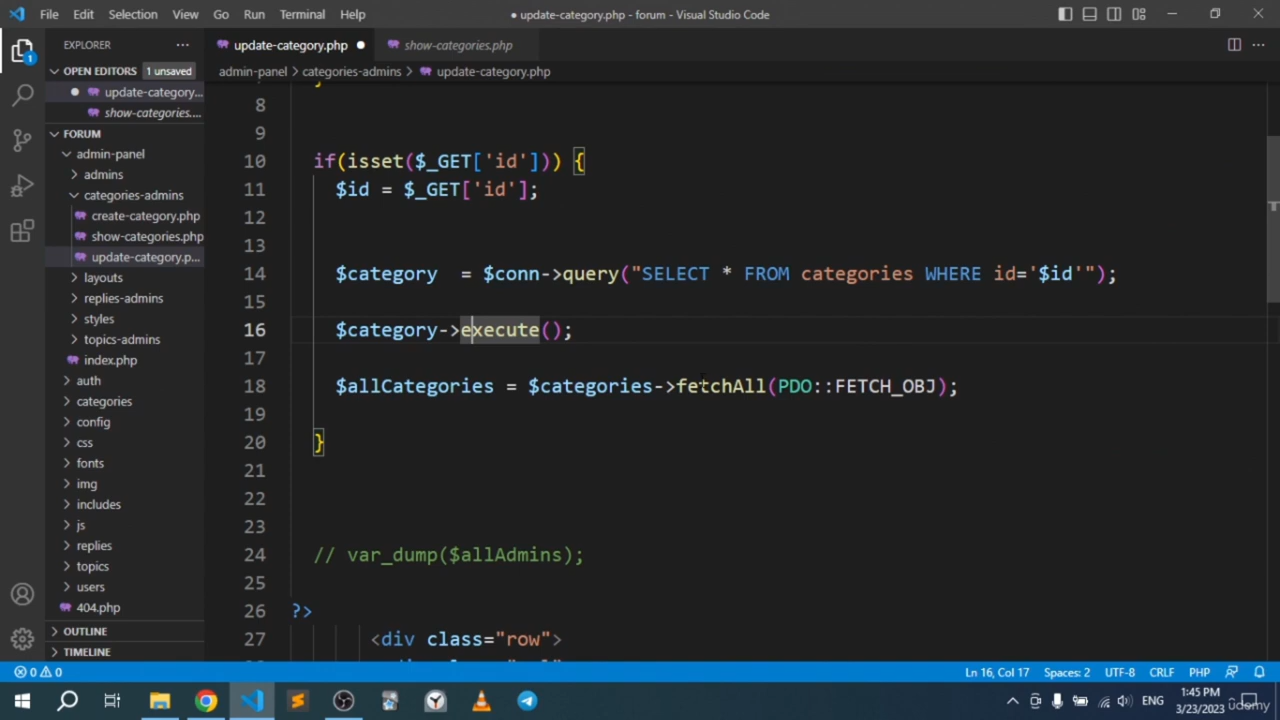 File Edit Selection View Go Run Terminal Help
● update-category.php - forum - Visual Studio Code
EXPLORER
update-category.php
show-categories.php
OPEN EDITORS 1 unsaved
admin-panel > categories-admins > update-category.php
update-category...
show-categories....
FORUM
admin-panel
admins
categories-admins
create-category.php
show-categories.php
update-category.p...
layouts
replies-admins
styles
topics-admins
index.php
auth
categories
config
css
fonts
img
includes
js
replies
topics
users
404.php
OUTLINE
TIMELINE
8
9
10 if(isset($_GET['id'])) {
11 $id = $_GET['id'];
12
13
14 $category  = $conn->query("SELECT * FROM categories WHERE id='$id'");
15
16 $category->execute();
17
18 $allCategories = $categories->fetchAll(PDO::FETCH_OBJ);
19
20 }
21
22
23
24 // var_dump($allAdmins);
25
26 ?>
27 <div class="row">
0 0 Ln 16, Col 17 Spaces: 2 UTF-8 CRLF PHP
ENG
1:45 PM
3/23/2023
udemy